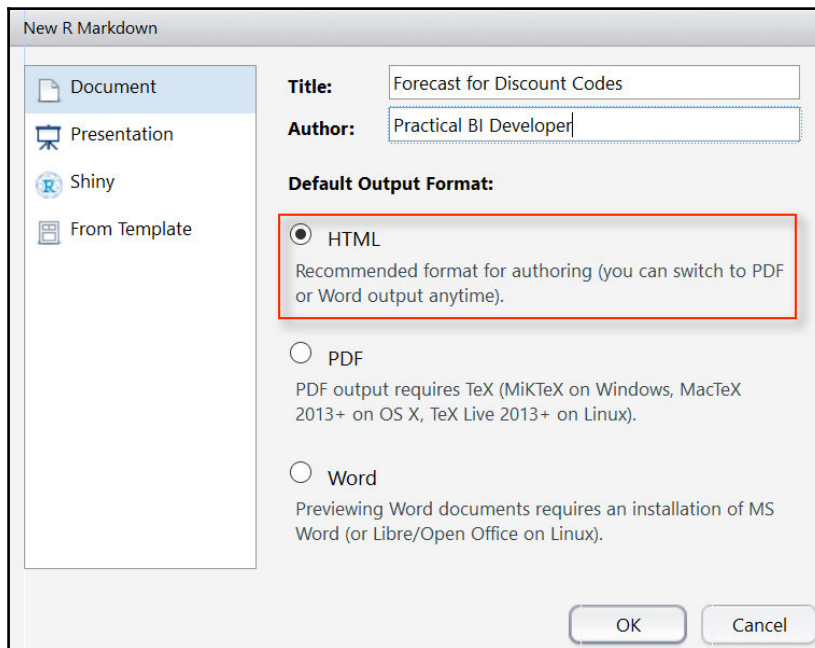 New R Markdown
Document
Presentation
Shiny
From Template
Title:
Forecast for Discount Codes
Author:
Practical BI Developer
Default Output Format:
HTML
Recommended format for authoring (you can switch to PDF
or Word output anytime).
PDF
PDF output requires TeX (MiKTeX on Windows, MacTeX
2013+ on OS X, TeX Live 2013+ on Linux).
Word
Previewing Word documents requires an installation of MS
Word (or Libre/Open Office on Linux).
OK
Cancel